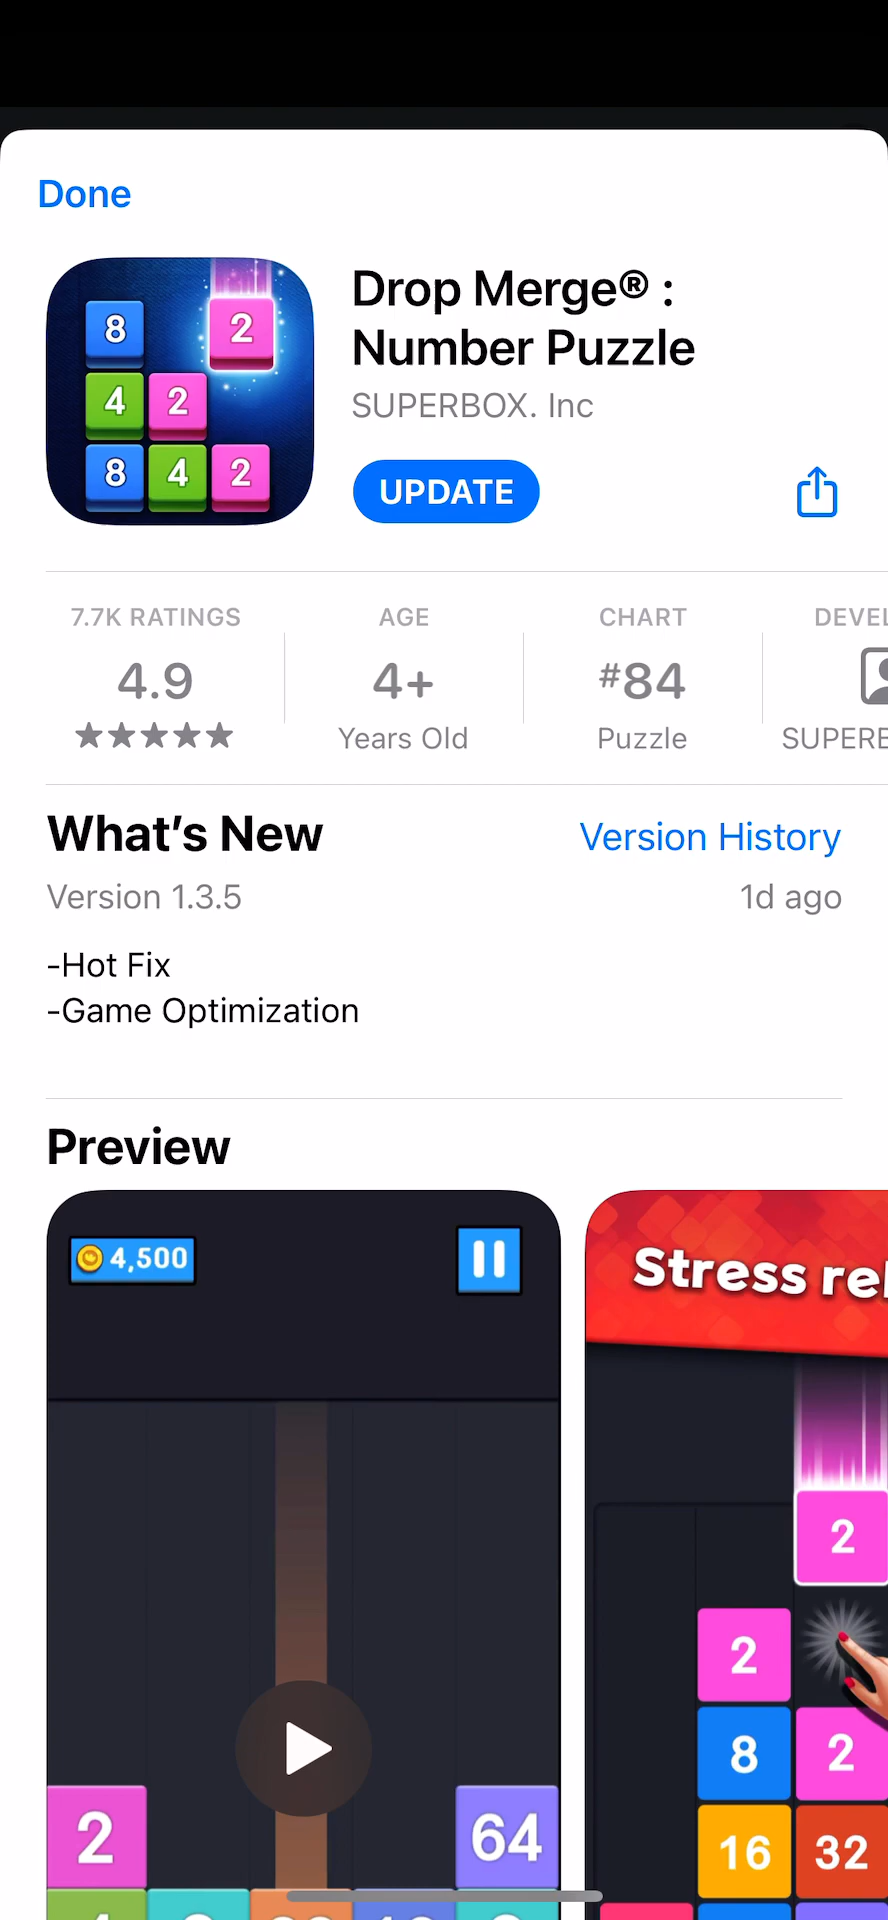 Done
8
2
4
2
8
4
2
Drop Merge® :
Number Puzzle
SUPERBOX. Inc
UPDATE
7.7K RATINGS
4.9
AGE
4+
Years Old
CHART
#84
Puzzle
What's New
Version History
Version 1.3.5
1d ago
-Hot Fix
-Game Optimization
Preview
4,500
2
64
Stress
2
2
8
2
16
32